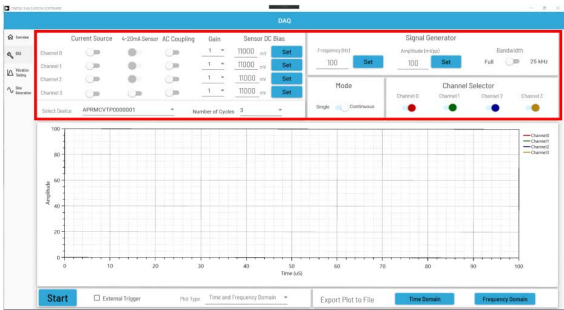 DAQ
Overview
DAQ
Vibration Testing
Sine Generation
Current Source 4-20mA Sensor AC Coupling Gain Sensor DC Bias
Channel 0 1 11000 mV Set
Channel 1 1 11000 mV Set
Channel 2 1 11000 mV Set
Channel 3 1 11000 mV Set
Select Device: APRMCVTP0000001 Number of Cycles 3
Signal Generator
Frequency (Hz) Amplitude (mVpp) Bandwidth
100 Set 100 Set Full 25 kHz
Mode
Single Continuous
Channel Selector
Channel 0 Channel 1 Channel 2 Channel 3
100
80
60
40
20
0
Amplitude
0 10 20 30 40 50 60 70 80 90 100
Time (uS)
Channel0
Channel1
Channel2
Channel3
Start External Trigger Plot Type Time and Frequency Domain
Export Plot to File Time Domain Frequency Domain